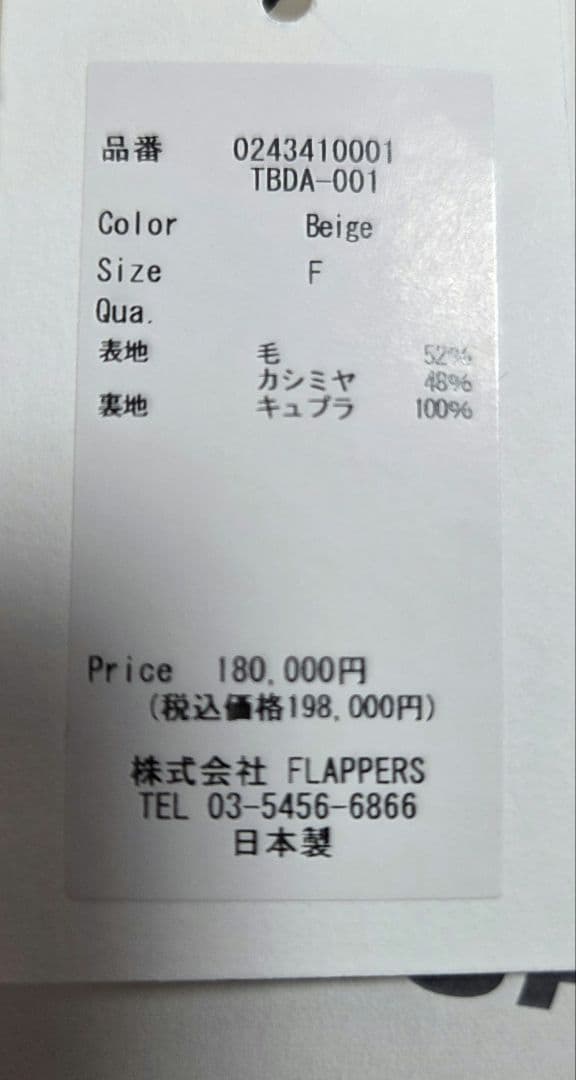 品番 0243410001
TBDA-001
Color Beige
Size F
Qua.
表地 毛 52%
カシミヤ 48%
裏地 キュプラ 100%
Price 180,000円
(税込価格198,000円)
株式会社 FLAPPERS
TEL 03-5456-6866
日本製